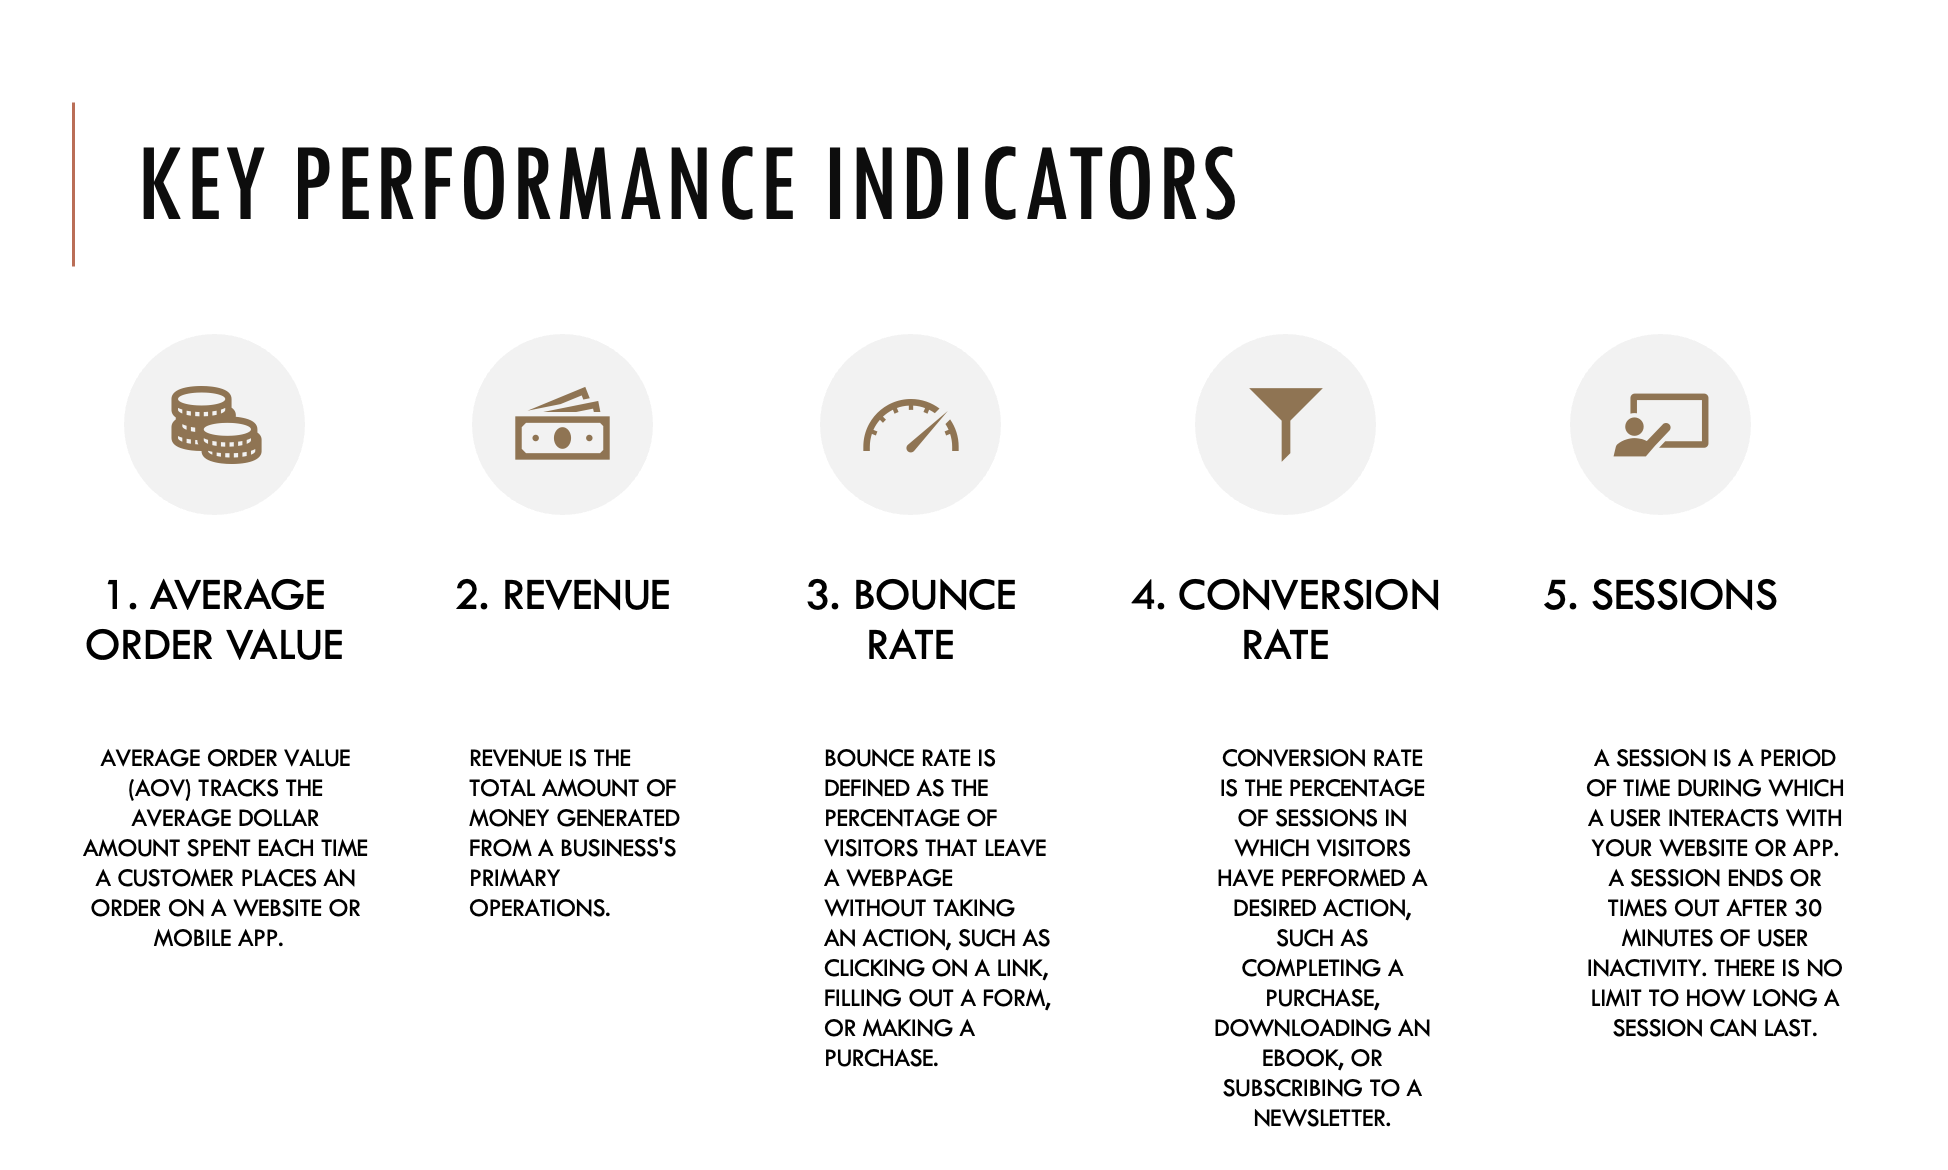 KEY PERFORMANCE INDICATORS
1. AVERAGE
ORDER VALUE
AVERAGE ORDER VALUE
(AOV) TRACKS THE
AVERAGE DOLLAR
AMOUNT SPENT EACH TIME
A CUSTOMER PLACES AN
ORDER ON A WEBSITE OR
MOBILE APP.
2. REVENUE
REVENUE IS THE
TOTAL AMOUNT OF
MONEY GENERATED
FROM A BUSINESS'S
PRIMARY
OPERATIONS.
3. BOUNCE
RATE
BOUNCE RATE IS
DEFINED AS THE
PERCENTAGE OF
VISITORS THAT LEAVE
A WEBPAGE
WITHOUT TAKING
AN ACTION, SUCH AS
CLICKING ON A LINK,
FILLING OUT A FORM,
OR MAKING A
PURCHASE.
4. CONVERSION
RATE
CONVERSION RATE
IS THE PERCENTAGE
OF SESSIONS IN
WHICH VISITORS
HAVE PERFORMED A
DESIRED ACTION,
SUCH AS
COMPLETING A
PURCHASE,
DOWNLOADING AN
EBOOK, OR
SUBSCRIBING TO A
NEWSLETTER.
5. SESSIONS
A SESSION IS A PERIOD
OF TIME DURING WHICH
A USER INTERACTS WITH
YOUR WEBSITE OR APP.
A SESSION ENDS OR
TIMES OUT AFTER 30
MINUTES OF USER
INACTIVITY. THERE IS NO
LIMIT TO HOW LONG A
SESSION CAN LAST.